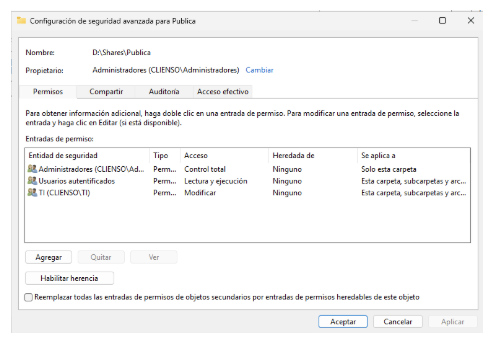 Configuración de seguridad avanzada para Publica
Nombre: D:\Shares\Publica
Propietario: Administradores (CLIENSO\Administradores) Cambiar
Permisos Compartir Auditoría Acceso efectivo
Para obtener información adicional, haga doble clic en una entrada de permiso. Para modificar una entrada de permiso, seleccione la
entrada y haga clic en Editar (si está disponible).
Entradas de permiso:
Entidad de seguridad Tipo Acceso Heredada de Se aplica a
Administradores (CLIENSO\Ad... Perm... Control total Ninguno Solo esta carpeta
Usuarios autentificados Perm... Lectura y ejecución Ninguno Esta carpeta, subcarpetas y arc...
TI (CLIENSO\TI) Perm... Modificar Ninguno Esta carpeta, subcarpetas y arc...
Agregar Quitar Ver
Habilitar herencia
Reemplazar todas las entradas de permisos de objetos secundarios por entradas de permisos heredables de este objeto
Aceptar Cancelar Aplicar